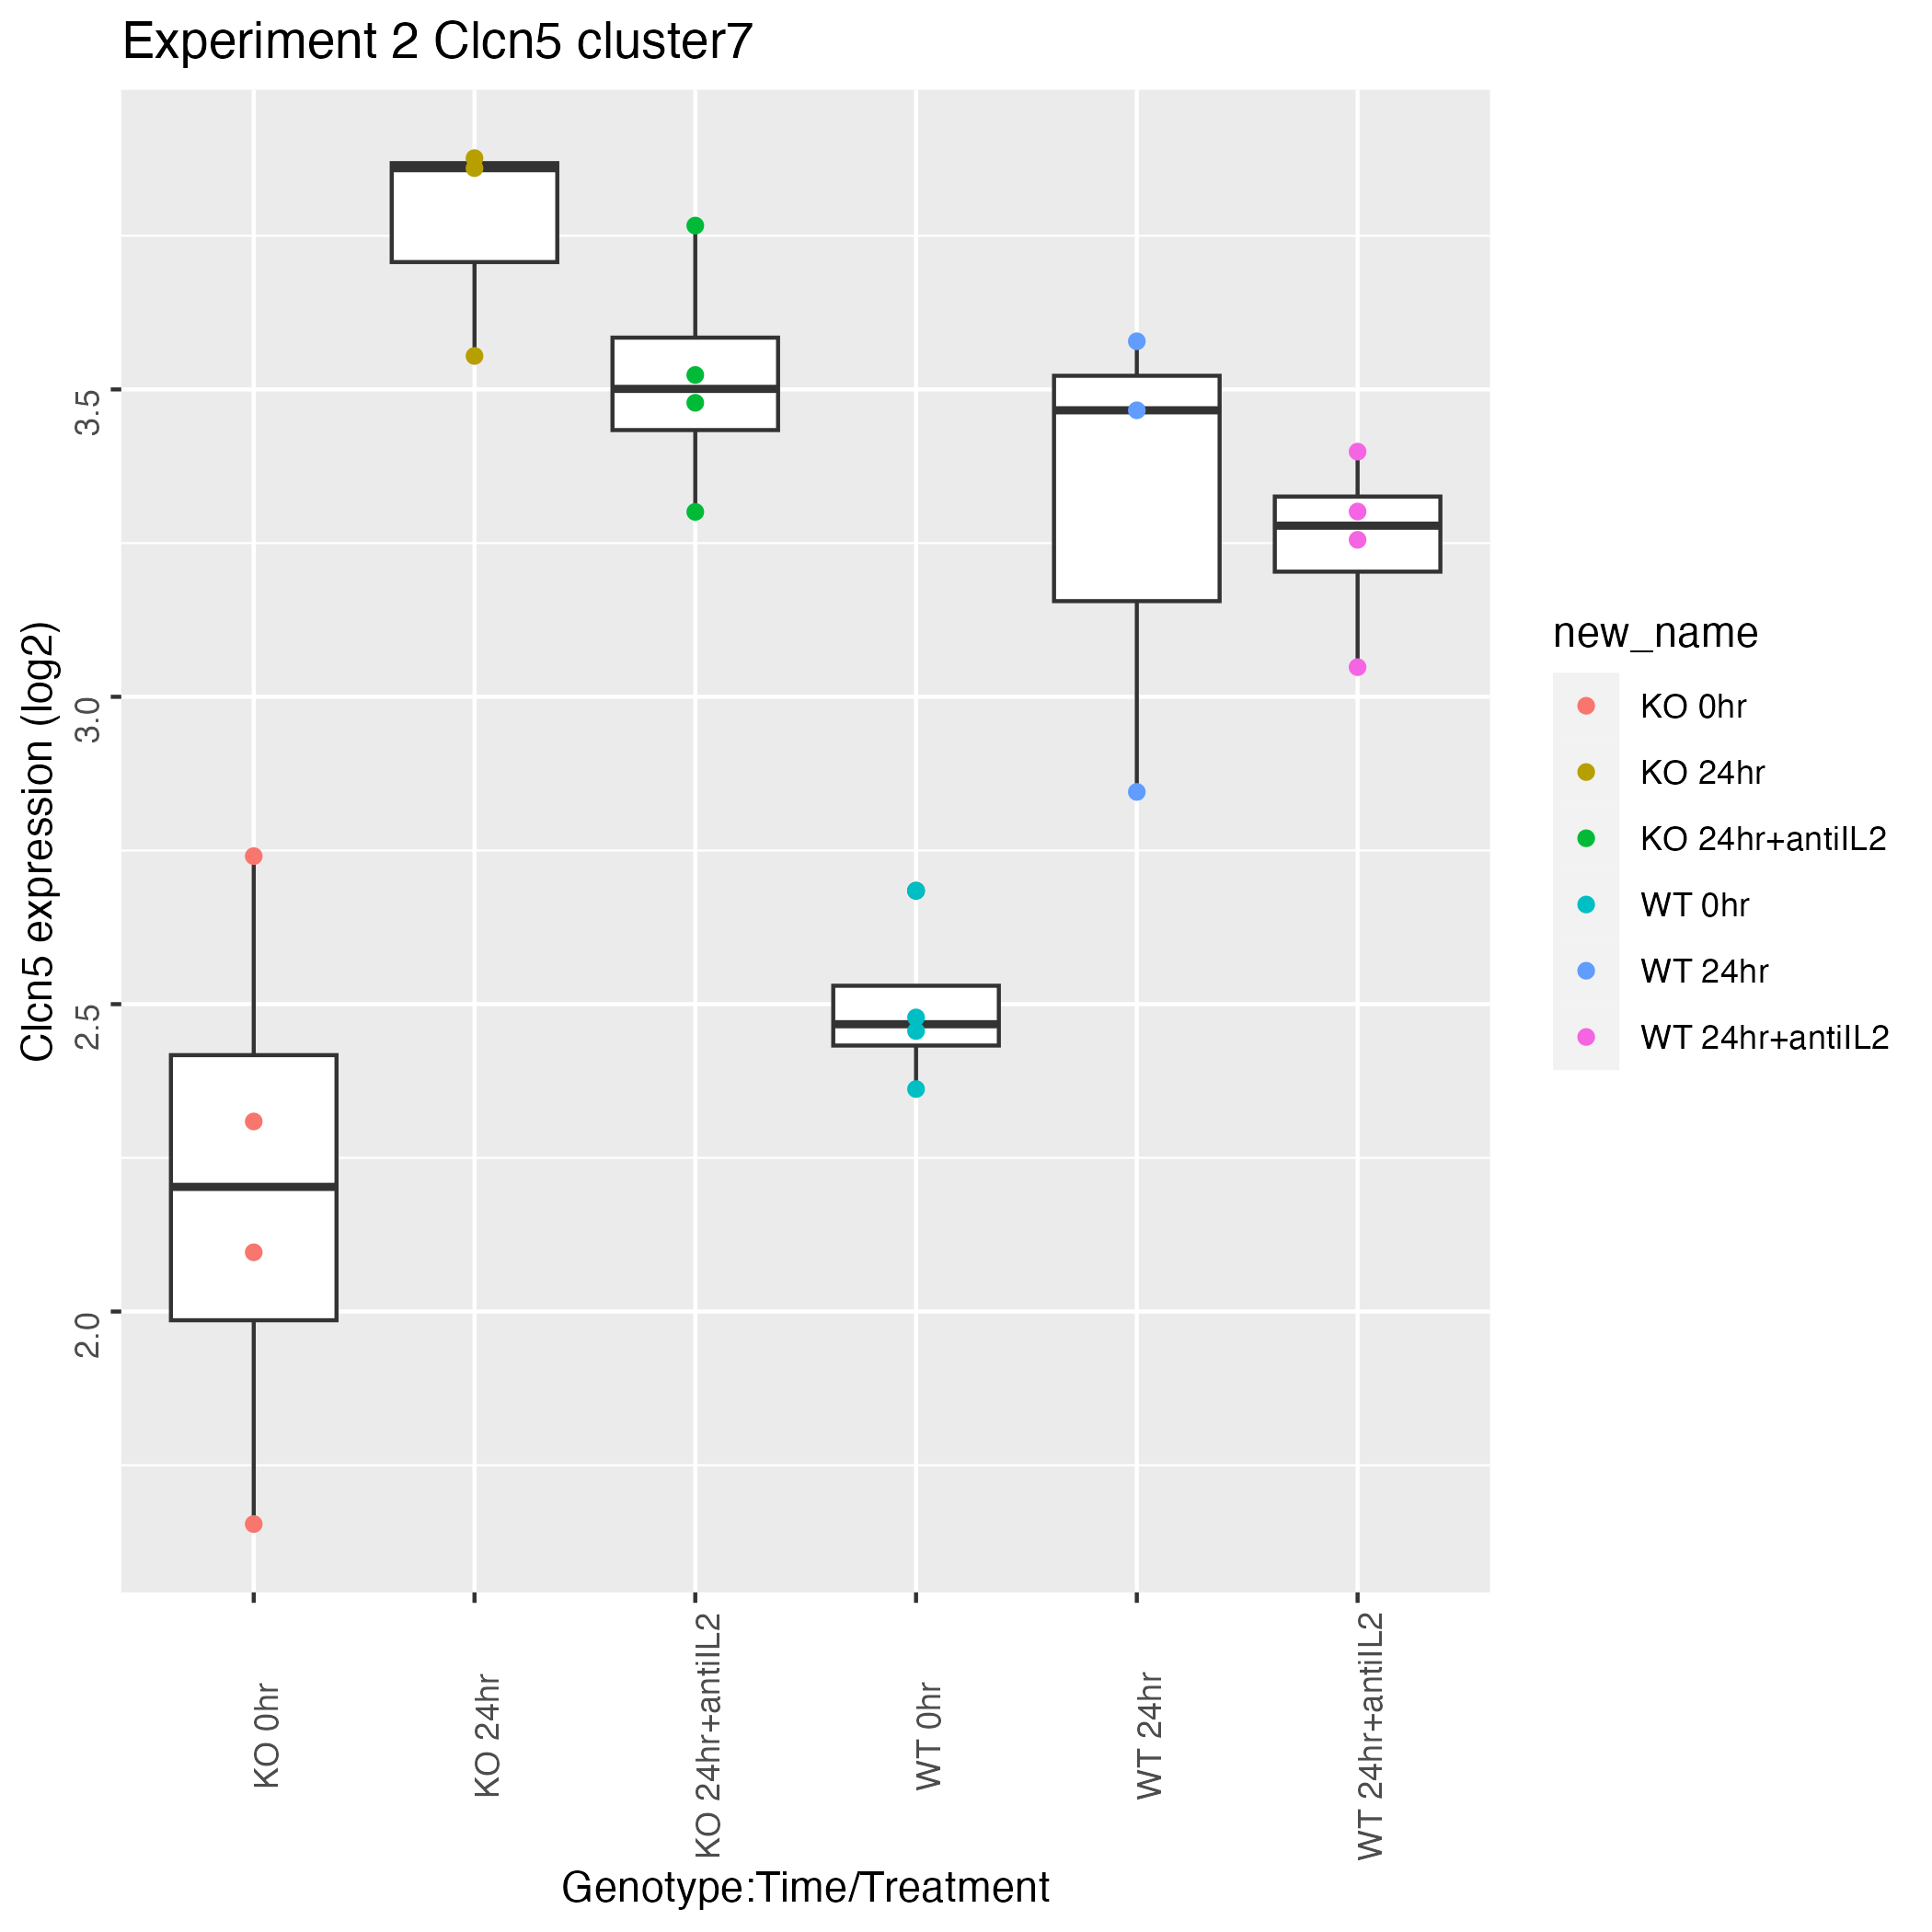 Experiment 2 Clcn5 cluster7
Clcn5 expression (log2)
3.5
3.0
2.5
2.0
KO 0hr
KO 24hr
KO 24hr+antiIL2
WT 0hr
WT 24hr
WT 24hr+antiIL2
Genotype:Time/Treatment
new_name
KO 0hr
KO 24hr
KO 24hr+antiIL2
WT 0hr
WT 24hr
WT 24hr+antiIL2